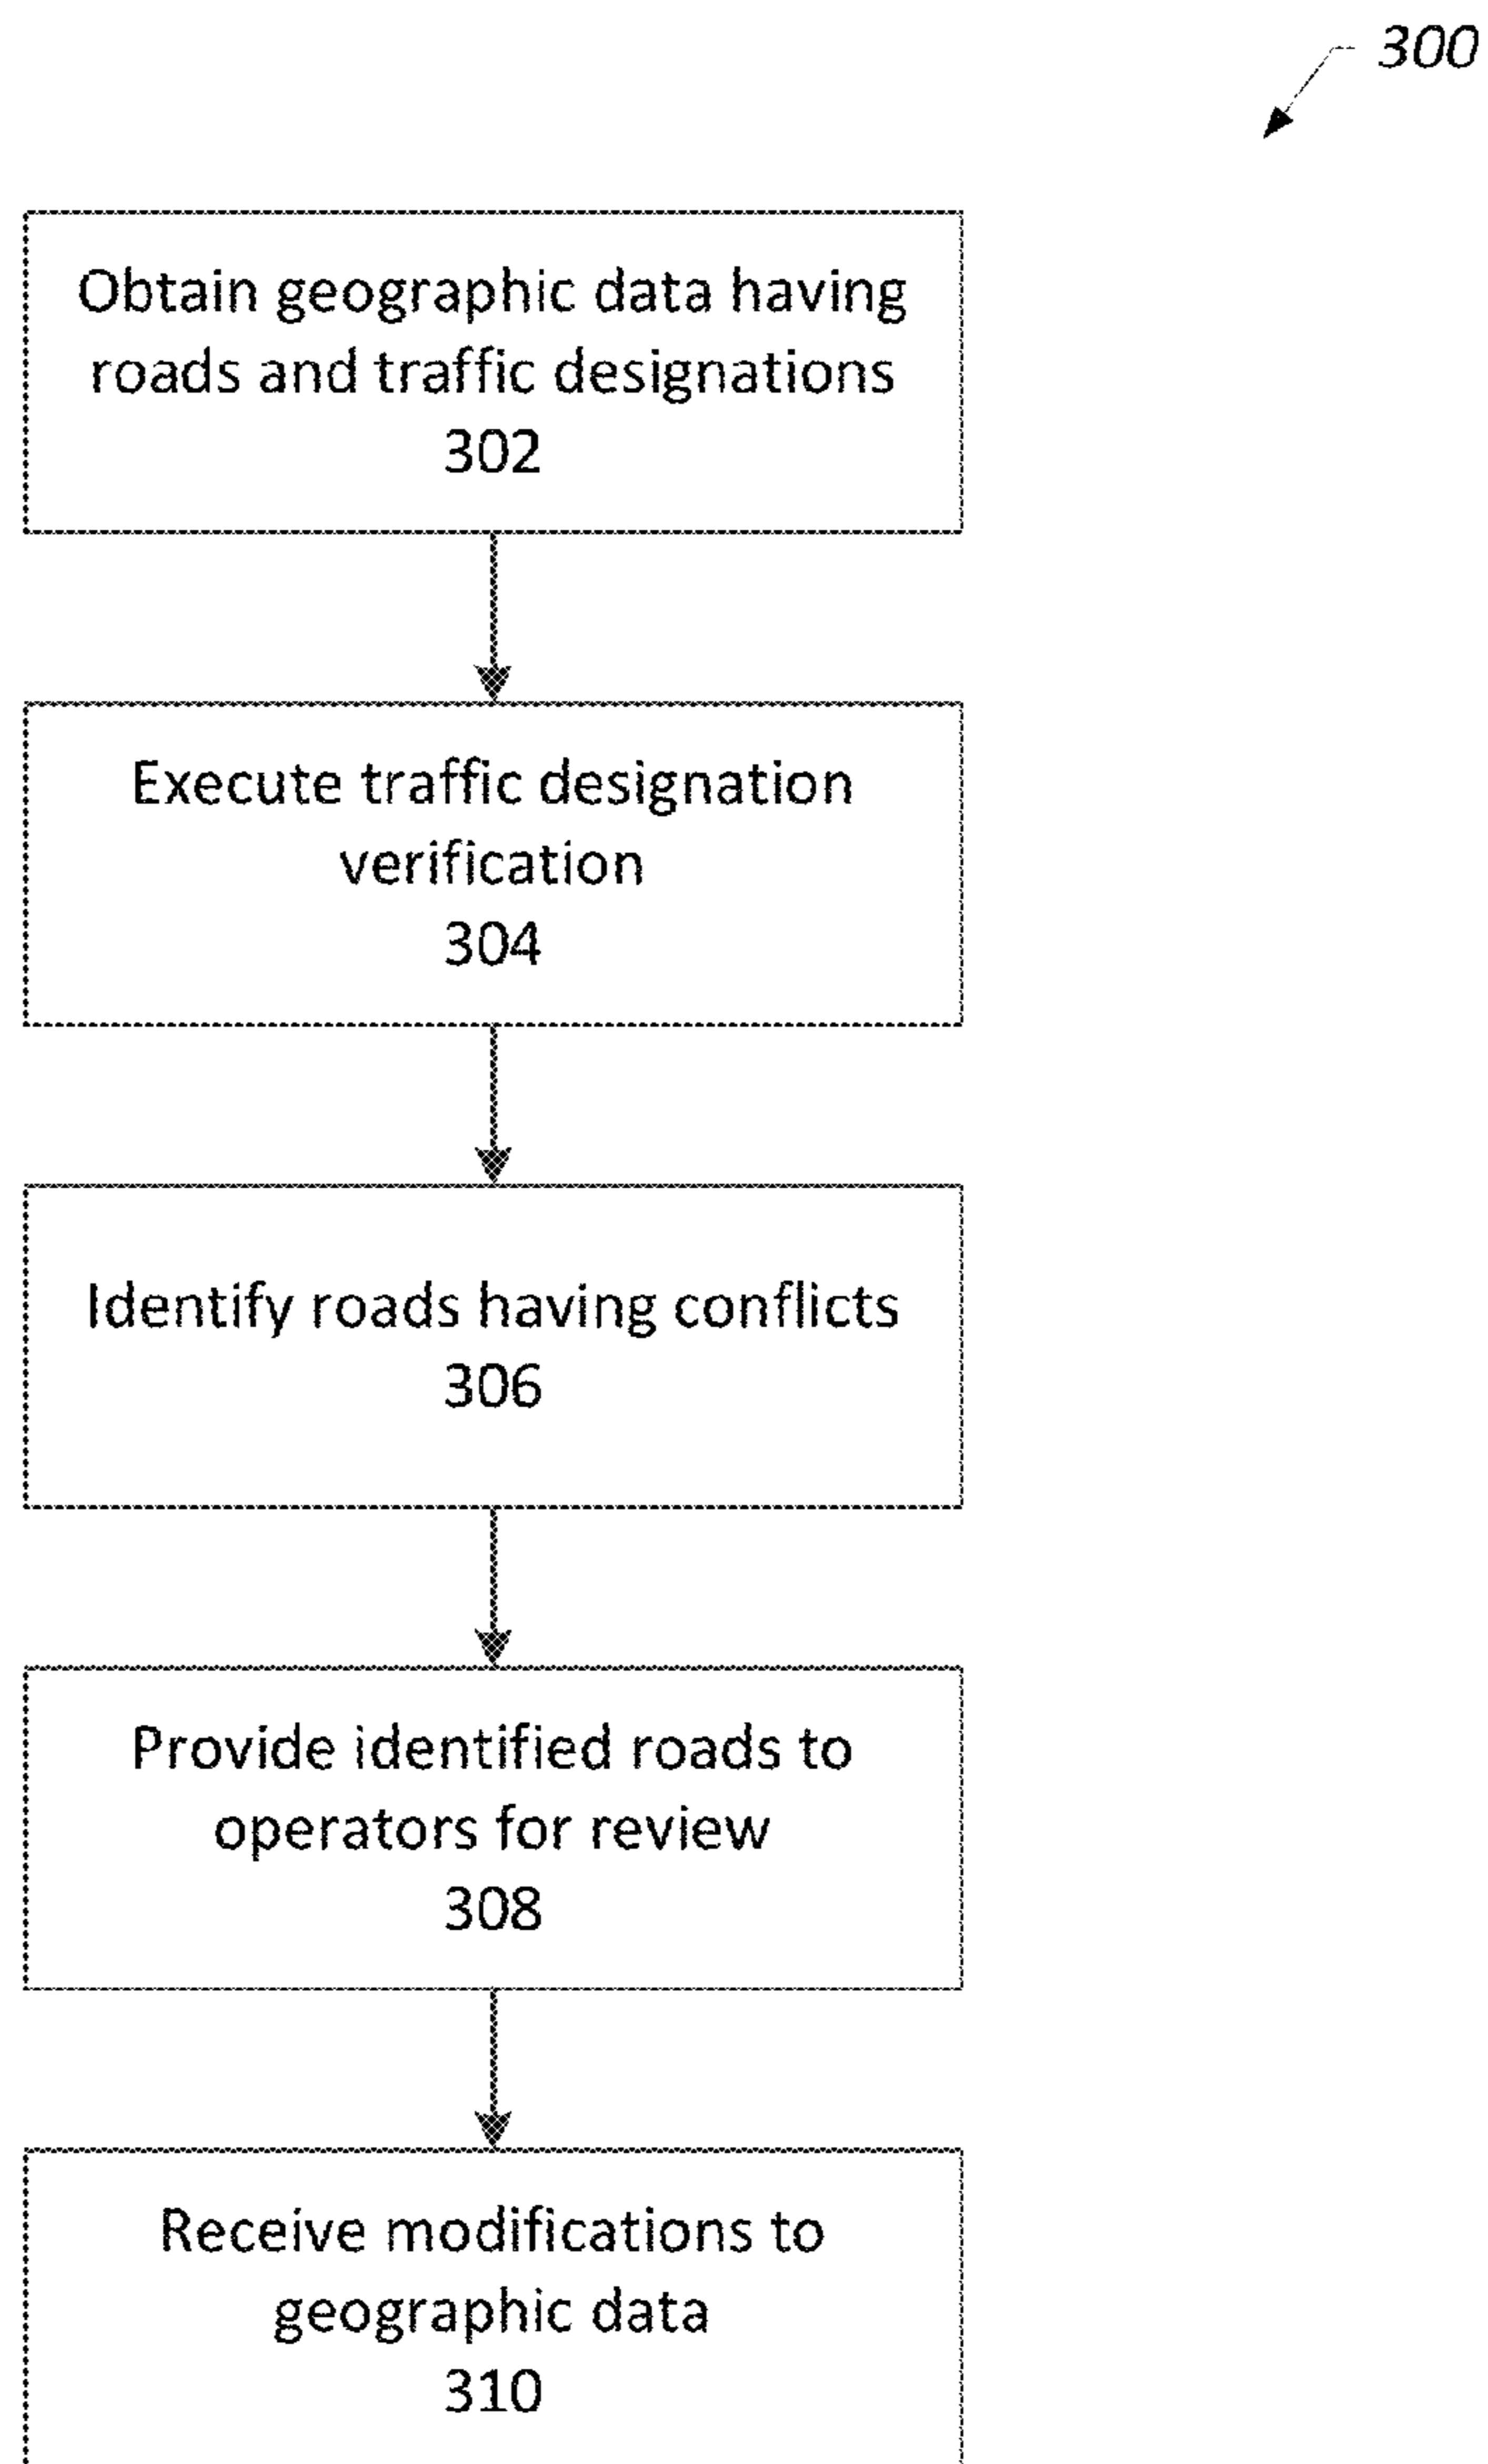 300
Obtain geographic data having
roads and traffic designations
302
Execute traffic designation
verification
304
Identify roads having conflicts
306
Provide identified roads to
operators for review
308
Receive modifications to
geographic data
310